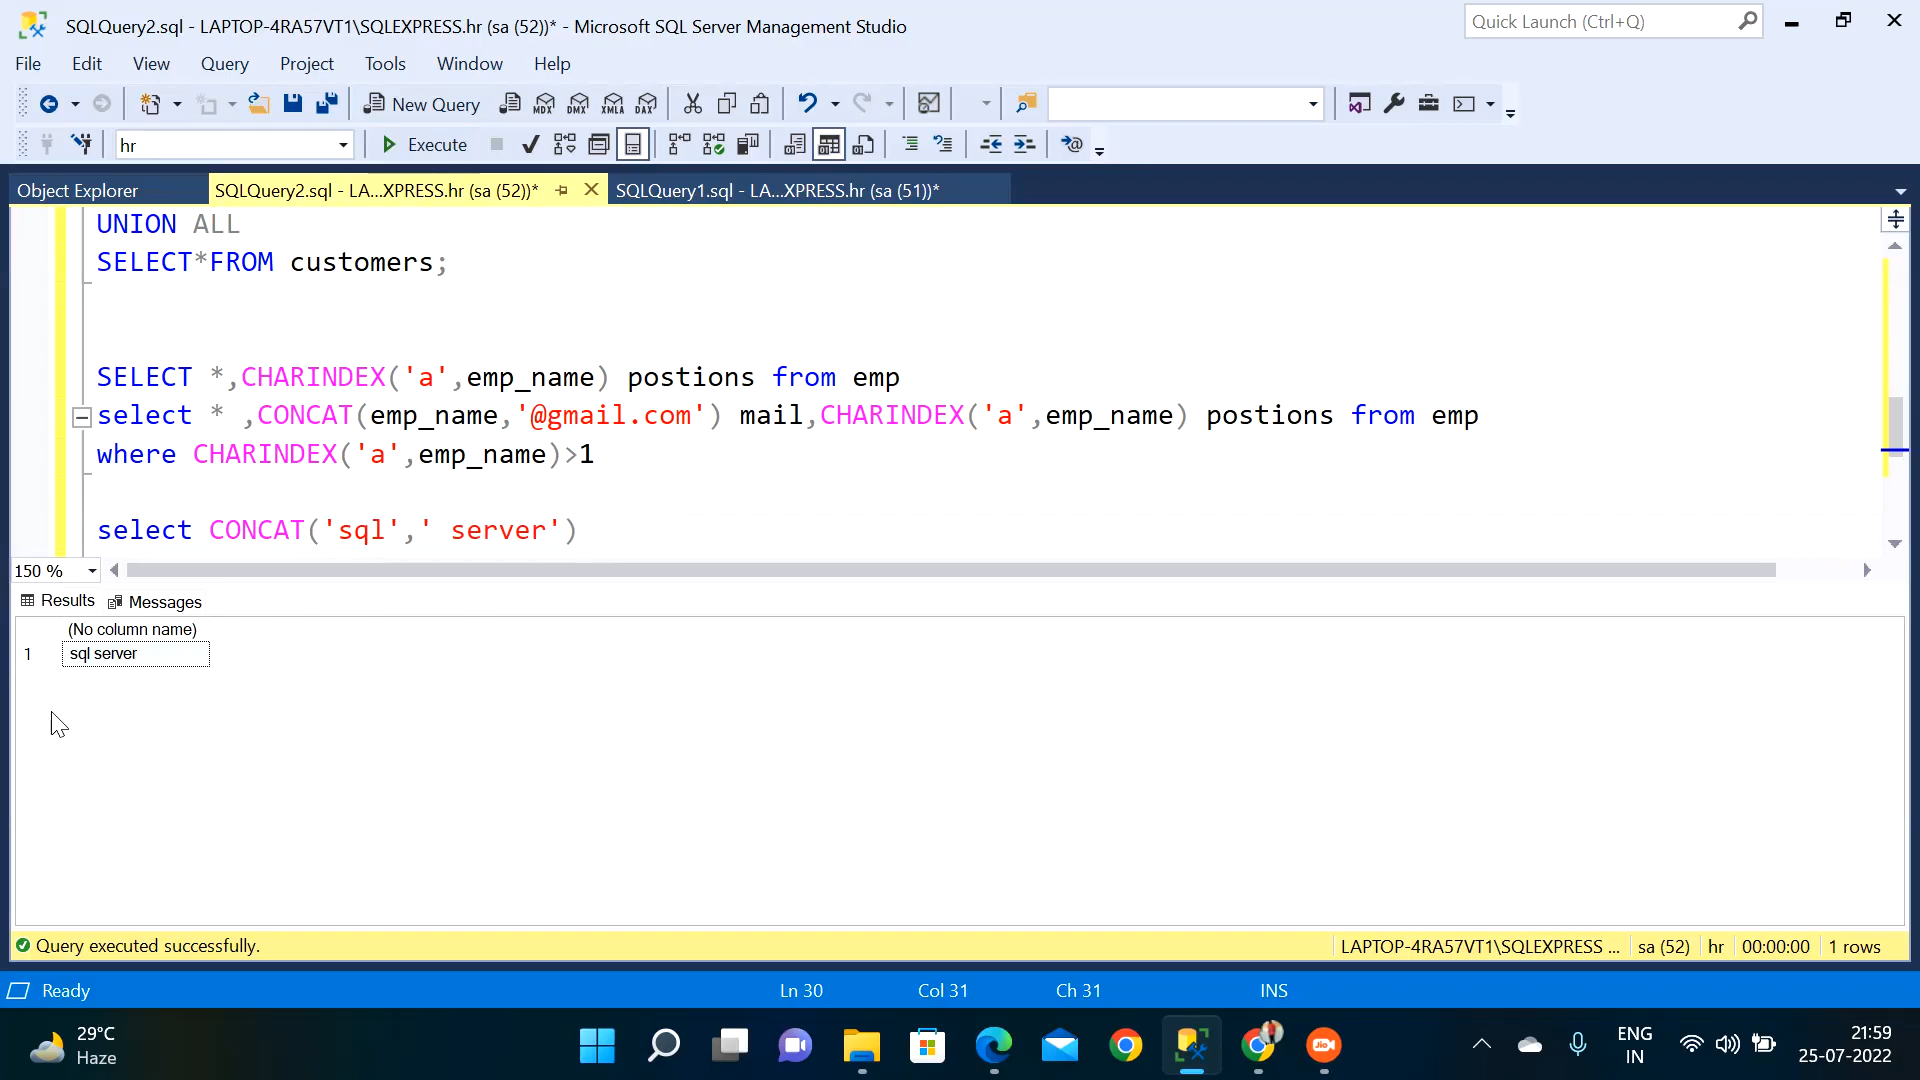 SQLQuery2.sql - LAPTOP-4RA57VT1\SQLEXPRESS.hr (sa (52))* - Microsoft SQL Server Management Studio
Quick Launch (Ctrl+Q)
File Edit View Query Project Tools Window Help
New Query MDX DMX XMLA DAX
hr Execute
Object Explorer SQLQuery2.sql - LA...XPRESS.hr (sa (52))* SQLQuery1.sql - LA...XPRESS.hr (sa (51))*
UNION ALL
SELECT*FROM customers;
SELECT *,CHARINDEX('a',emp_name) postions from emp
select * ,CONCAT(emp_name,'@gmail.com') mail,CHARINDEX('a',emp_name) postions from emp
where CHARINDEX('a',emp_name)>1
select CONCAT('sql',' server')
150 %
Results Messages
(No column name)
1 sql server
Query executed successfully. LAPTOP-4RA57VT1\SQLEXPRESS ... sa (52) hr 00:00:00 1 rows
Ready Ln 30 Col 31 Ch 31 INS
29°C
Haze
Jio
ENG
IN
21:59
25-07-2022